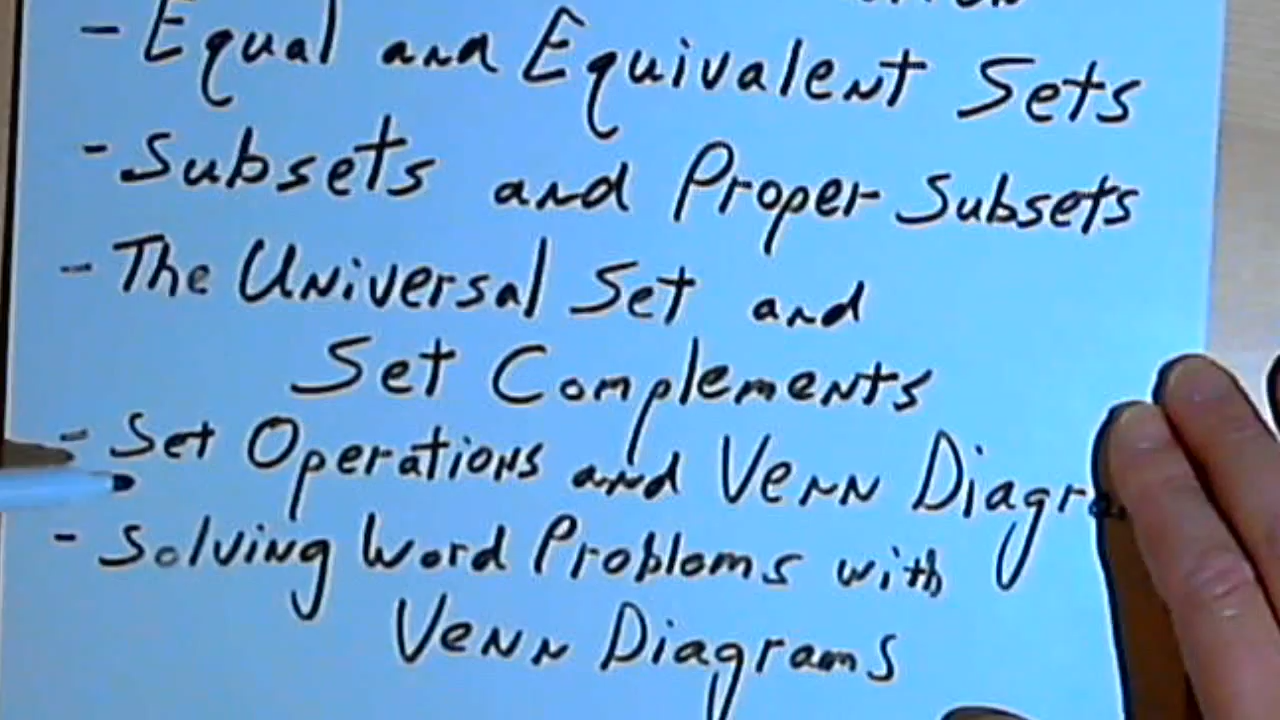 - Equal and Equivalent Sets
- Subsets and Proper Subsets
- The Universal Set and
Set Complements
- Set Operations and Venn
- Solving Word Problems with
Venn Diagrams